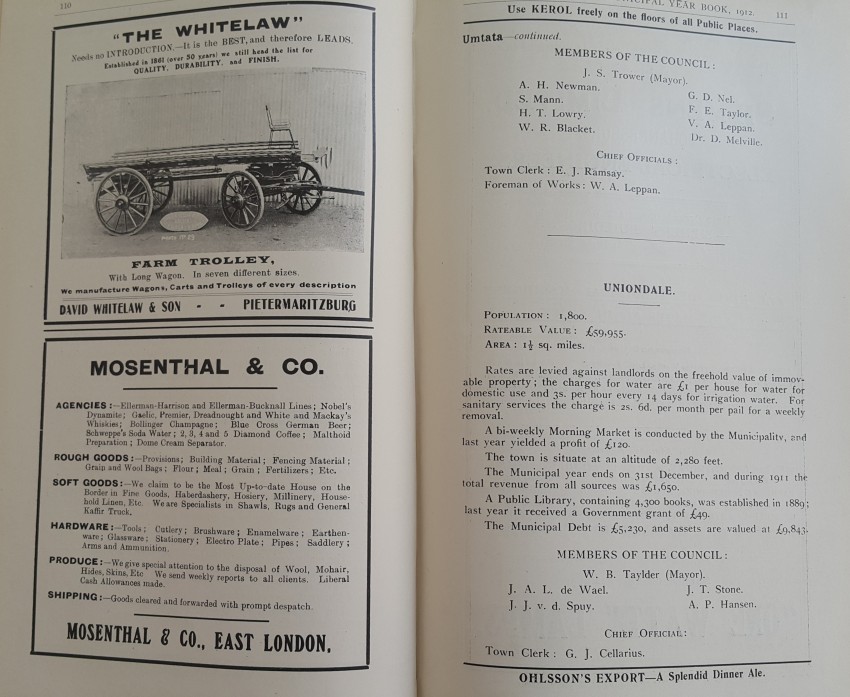 110
"THE WHITELAW"
Needs no INTRODUCTION.—It is the BEST, and therefore LEADS.
Established in 1861 (over 50 years) we still head the list for
QUALITY, DURABILITY, and FINISH.
FARM TROLLEY,
With Long Wagon. In seven different sizes.
We manufacture Wagons, Carts and Trolleys of every description
DAVID WHITELAW & SON - - PIETERMARITZBURG
MOSENTHAL & CO.
AGENCIES:—Ellerman-Harrison and Ellerman-Bucknall Lines; Nobel's
Dynamite; Gaelic, Premier, Dreadnought and White and Mackay's
Whiskies; Bollinger Champagne; Blue Cross German Beer;
Schweppe's Soda Water; 2, 3, 4 and 5 Diamond Coffee; Malthoid
Preparation; Dome Cream Separator.
ROUGH GOODS:—Provisions; Building Material; Fencing Material;
Grain and Wool Bags; Flour; Meal; Grain; Fertilizers; Etc.
SOFT GOODS:—We claim to be the Most Up-to-date House on the
Border in Fine Goods, Haberdashery, Hosiery, Millinery, House-
hold Linen, Etc. We are Specialists in Shawls, Rugs and General
Kaffir Truck.
HARDWARE:—Tools; Cutlery; Brushware; Enamelware; Earthen-
ware; Glassware; Stationery; Electro Plate; Pipes; Saddlery;
Arms and Ammunition.
PRODUCE:—We give special attention to the disposal of Wool, Mohair,
Hides, Skins, Etc We send weekly reports to all clients. Liberal
Cash Allowances made.
SHIPPING:—Goods cleared and forwarded with prompt despatch.
MOSENTHAL & CO., EAST LONDON.
YEAR BOOK, 1912. 111
Use KEROL freely on the floors of all Public Places.
Umtata—continued.
MEMBERS OF THE COUNCIL:
J. S. Trower (Mayor).
A. H. Newman. G. D. Nel.
S. Mann. F. E. Taylor.
H. T. Lowry. V. A. Leppan.
W. R. Blacket. Dr. D. Melville.
CHIEF OFFICIALS:
Town Clerk: E. J. Ramsay.
Foreman of Works: W. A. Leppan.
UNIONDALE.
POPULATION: 1,800.
RATEABLE VALUE: £59,955.
AREA: 1½ sq. miles.
Rates are levied against landlords on the freehold value of immov-
able property; the charges for water are £1 per house for water for
domestic use and 3s. per hour every 14 days for irrigation water. For
sanitary services the charge is 2s. 6d. per month per pail for a weekly
removal.
A bi-weekly Morning Market is conducted by the Municipality, and
last year yielded a profit of £120.
The town is situate at an altitude of 2,280 feet.
The Municipal year ends on 31st December, and during 1911 the
total revenue from all sources was £1,650.
A Public Library, containing 4,300 books, was established in 1889;
last year it received a Government grant of £49.
The Municipal Debt is £5,230, and assets are valued at £9,843.
MEMBERS OF THE COUNCIL:
W. B. Taylder (Mayor).
J. A. L. de Wael. J. T. Stone.
J. J. v. d. Spuy. A. P. Hansen.
CHIEF OFFICIAL:
Town Clerk: G. J. Cellarius.
OHLSSON'S EXPORT—A Splendid Dinner Ale.